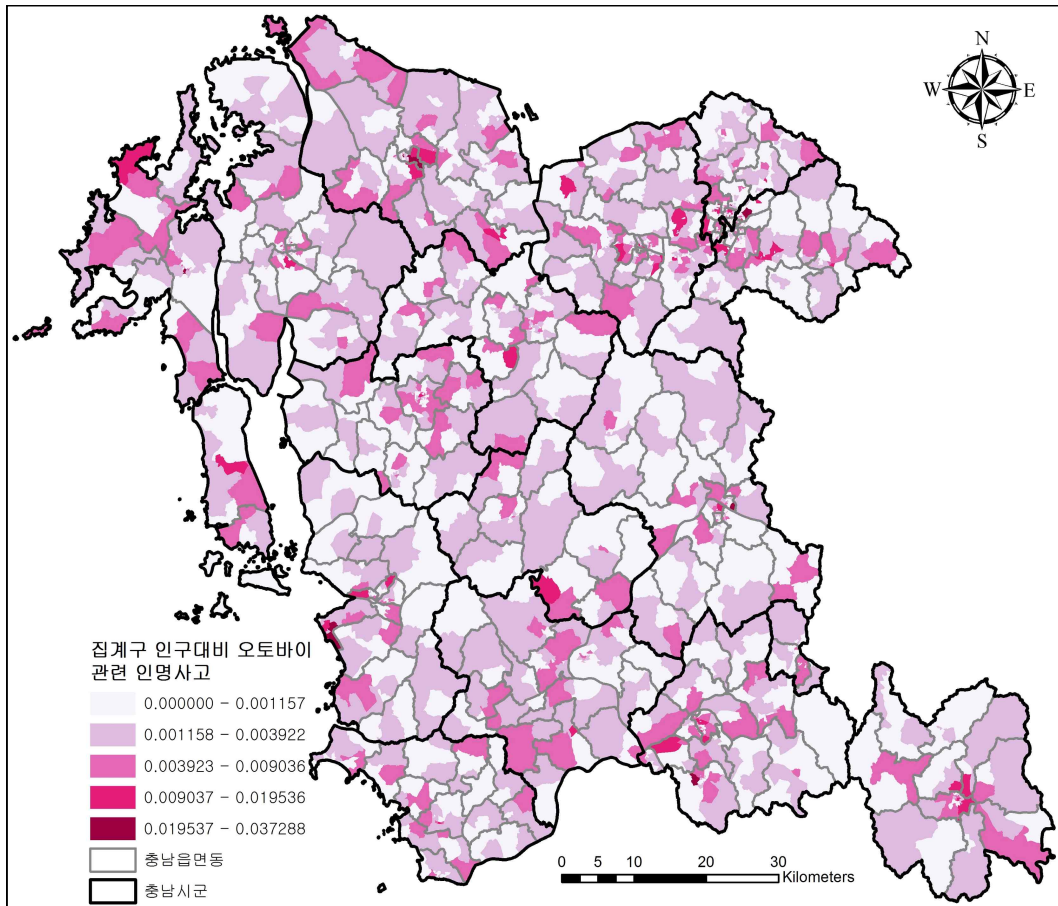 N
W E
S
집계구 인구대비 오토바이
관련 인명사고
0.000000 - 0.001157
0.001158 - 0.003922
0.003923 - 0.009036
0.009037 - 0.019536
0.019537 - 0.037288
충남읍면동
충남시군
0 5 10 20 30
Kilometers